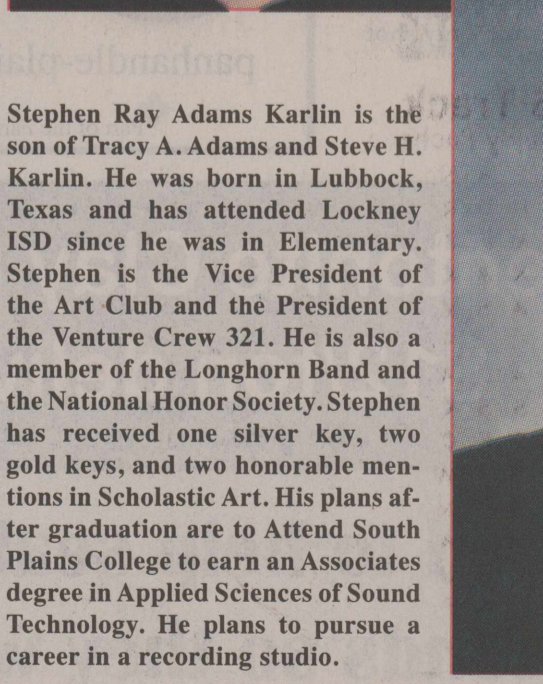 Stephen Ray Adams Karlin is the
son of Tracy A. Adams and Steve H.
Karlin. He was born in Lubbock,
Texas and has attended Lockney
ISD since he was in Elementary.
Stephen is the Vice President of
the Art Club and the President of
the Venture Crew 321. He is also a
member of the Longhorn Band and
the National Honor Society. Stephen
has received one silver key, two
gold keys, and two honorable men-
tions in Scholastic Art. His plans af-
ter graduation are to Attend South
Plains College to earn an Associates
degree in Applied Sciences of Sound
Technology. He plans to pursue a
career in a recording studio.